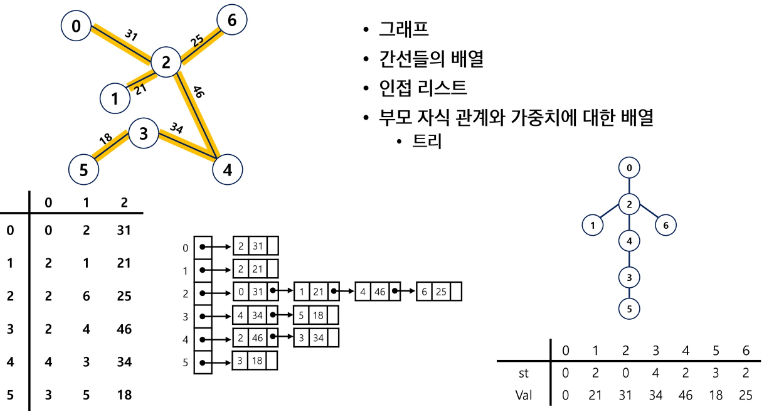 0
6
31
25
2
1
21
46
3
34
18
5
4
• 그래프
• 간선들의 배열
• 인접 리스트
• 부모 자식 관계와 가중치에 대한 배열
• 트리
0 1 2
0 0 2 31
1 2 1 21
2 2 6 25
3 2 4 46
4 4 3 34
5 3 5 18
0 2 31
1 2 21
2 0 31 1 21 4 46 6 25
3 4 34 5 18
4 2 46 3 34
5 3 18
0
2
1 6
4
3
5
0 1 2 3 4 5 6
st 0 2 0 4 2 3 2
Val 0 21 31 34 46 18 25